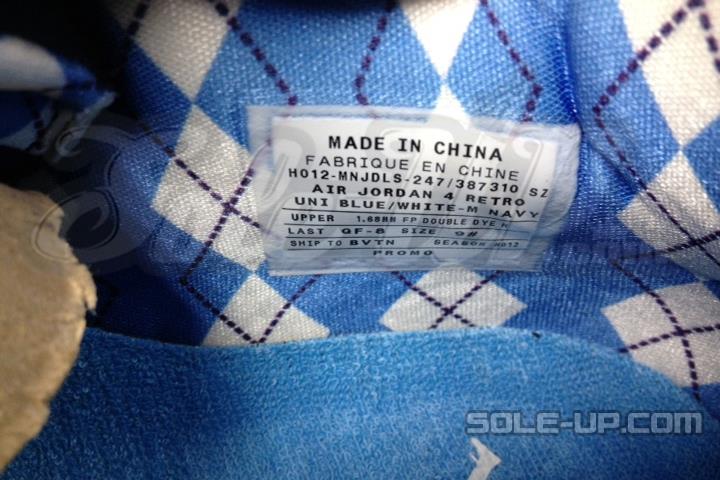 MADE IN CHINA
FABRIQUE EN CHINE
H012-MNJDLS-247/387310 SZ
AIR JORDAN 4 RETRO
UNI BLUE/WHITE-M NAVY
UPPER 1.68MM FP DOUBLE DYE N
LAST QF-8 SIZE 9#
SHIP TO BVTN SEASON H012
PROMO
SOLE-UP.COM